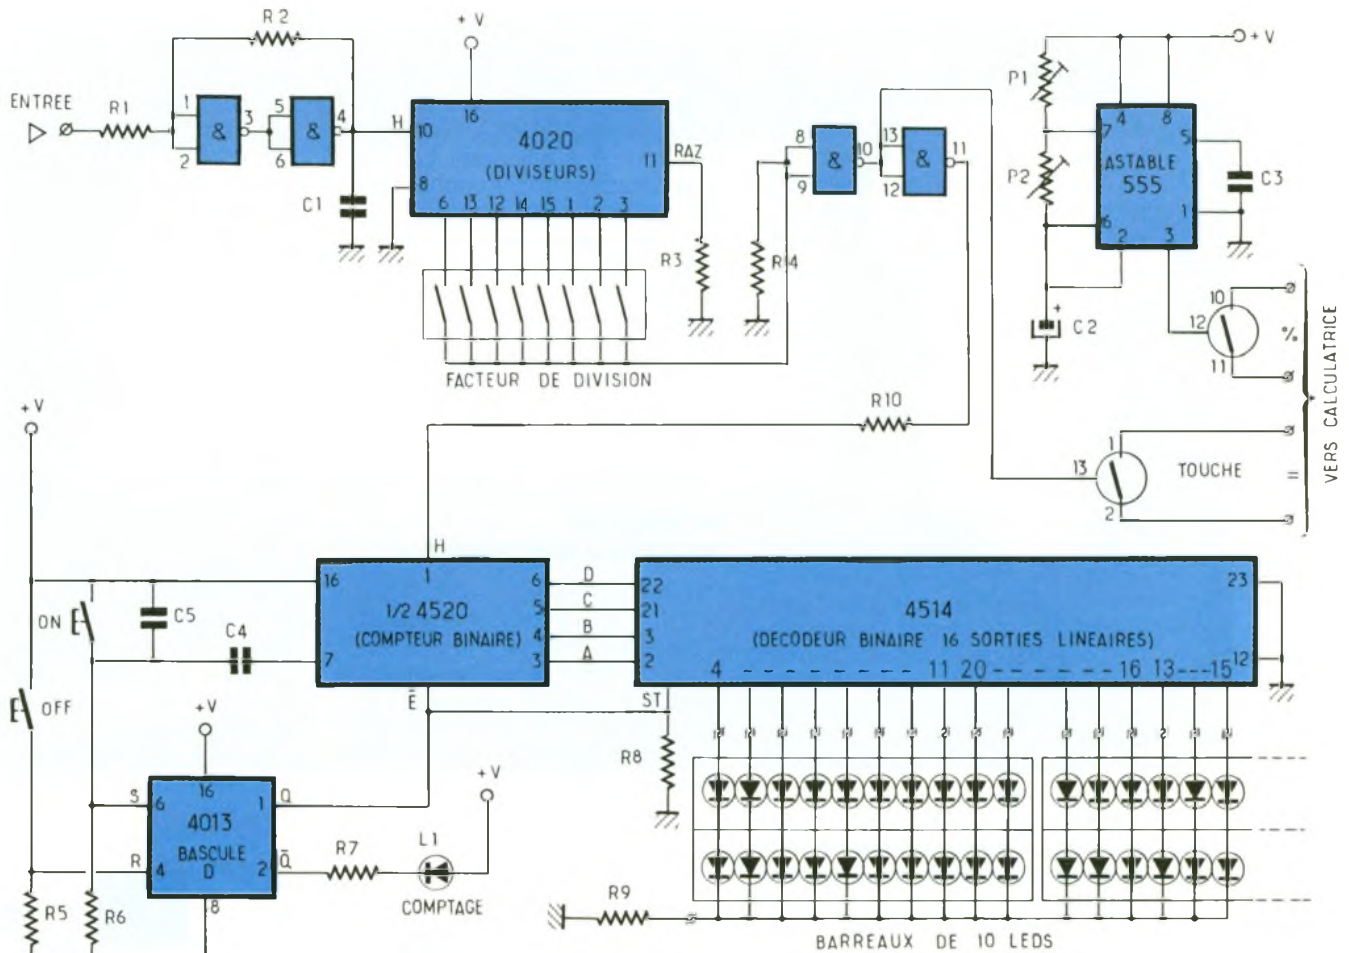 R2
+V
ENTREE
R1
1
2
&
3
5
6
&
4
H
10
16
4020
(DIVISEURS)
11
RAZ
8
6 13 12 14 15 1 2 3
C1
R3
FACTEUR DE DIVISION
8
9
&
10
13
12
&
11
R4
+V
P1
P2
7
4
8
5
ASTABLE
555
6
2
3
1
C3
+
C2
10
12
11
%
1
13
2
TOUCHE
=
VERS CALCULATRICE
R10
+V
ON
OFF
C5
C4
H
16
1
1/2 4520
(COMPTEUR BINAIRE)
7
6
5
4
3
Ē
D
C
B
A
22
21
3
2
4514
(DECODEUR BINAIRE 16 SORTIES LINEAIRES)
23
12
4 - - - - - - - 11 20 - - - - - - 16 13 - - - 15
ST
R8
+V
S
R
6
4
16
4013
BASCULE
D
1
2
8
Q
Q̄
R7
L1
+V
COMPTAGE
R5
R6
R9
BARREAUX DE 10 LEDS